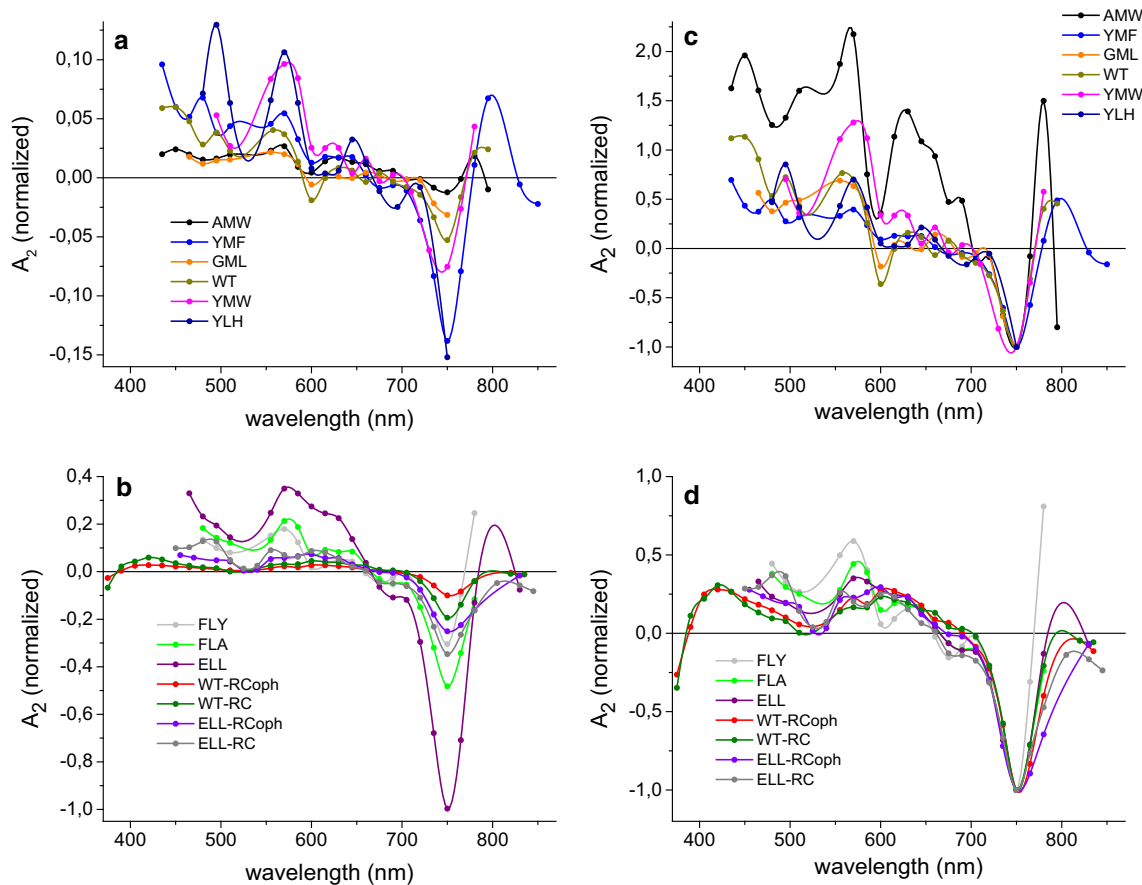 a
A2 (normalized)
0,10
0,05
0,00
-0,05
-0,10
-0,15
AMW
YMF
GML
WT
YMW
YLH
400 500 600 700 800
wavelength (nm)
c
A2 (normalized)
2,0
1,5
1,0
0,5
0,0
-0,5
-1,0
AMW
YMF
GML
WT
YMW
YLH
400 500 600 700 800
wavelength (nm)
b
A2 (normalized)
0,4
0,2
0,0
-0,2
-0,4
-0,6
-0,8
-1,0
FLY
FLA
ELL
WT-RCoph
WT-RC
ELL-RCoph
ELL-RC
400 500 600 700 800
wavelength (nm)
d
A2 (normalized)
1,0
0,5
0,0
-0,5
-1,0
FLY
FLA
ELL
WT-RCoph
WT-RC
ELL-RCoph
ELL-RC
400 500 600 700 800
wavelength (nm)